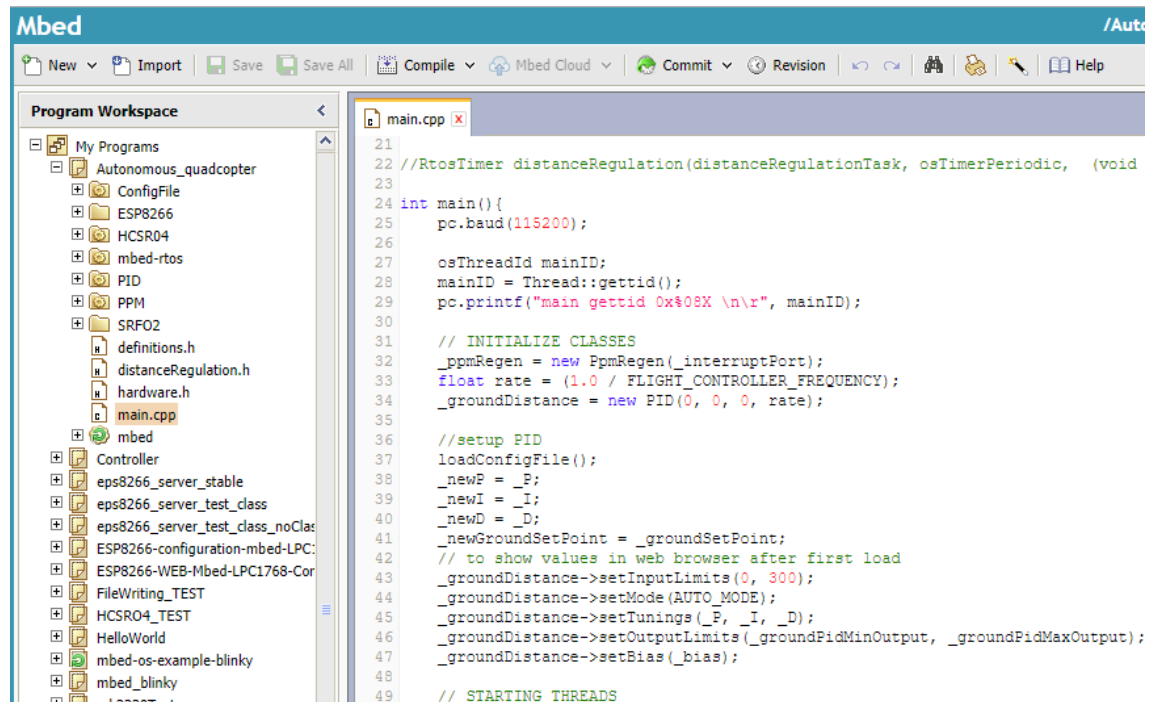 Mbed /Auto
New Import Save Save All Compile Mbed Cloud Commit Revision Help
Program Workspace
My Programs
Autonomous_quadcopter
ConfigFile
ESP8266
HCSR04
mbed-rtos
PID
PPM
SRFO2
definitions.h
distanceRegulation.h
hardware.h
main.cpp
mbed
Controller
eps8266_server_stable
eps8266_server_test_class
eps8266_server_test_class_noClas
ESP8266-configuration-mbed-LPC1
ESP8266-WEB-Mbed-LPC1768-Cor
FileWriting_TEST
HCSRO4_TEST
HelloWorld
mbed-os-example-blinky
mbed_blinky
main.cpp
21
22 //RtosTimer distanceRegulation(distanceRegulationTask, osTimerPeriodic,  (void
23
24 int main(){
25     pc.baud(115200);
26
27     osThreadId mainID;
28     mainID = Thread::gettid();
29     pc.printf("main gettid 0x%08X \n\r", mainID);
30
31     // INITIALIZE CLASSES
32     _ppmRegen = new PpmRegen(_interruptPort);
33     float rate = (1.0 / FLIGHT_CONTROLLER_FREQUENCY);
34     _groundDistance = new PID(0, 0, 0, rate);
35
36     //setup PID
37     loadConfigFile();
38     _newP = _P;
39     _newI = _I;
40     _newD = _D;
41     _newGroundSetPoint = _groundSetPoint;
42     // to show values in web browser after first load
43     _groundDistance->setInputLimits(0, 300);
44     _groundDistance->setMode(AUTO_MODE);
45     _groundDistance->setTunings(_P, _I, _D);
46     _groundDistance->setOutputLimits(_groundPidMinOutput, _groundPidMaxOutput);
47     _groundDistance->setBias(_bias);
48
49     // STARTING THREADS